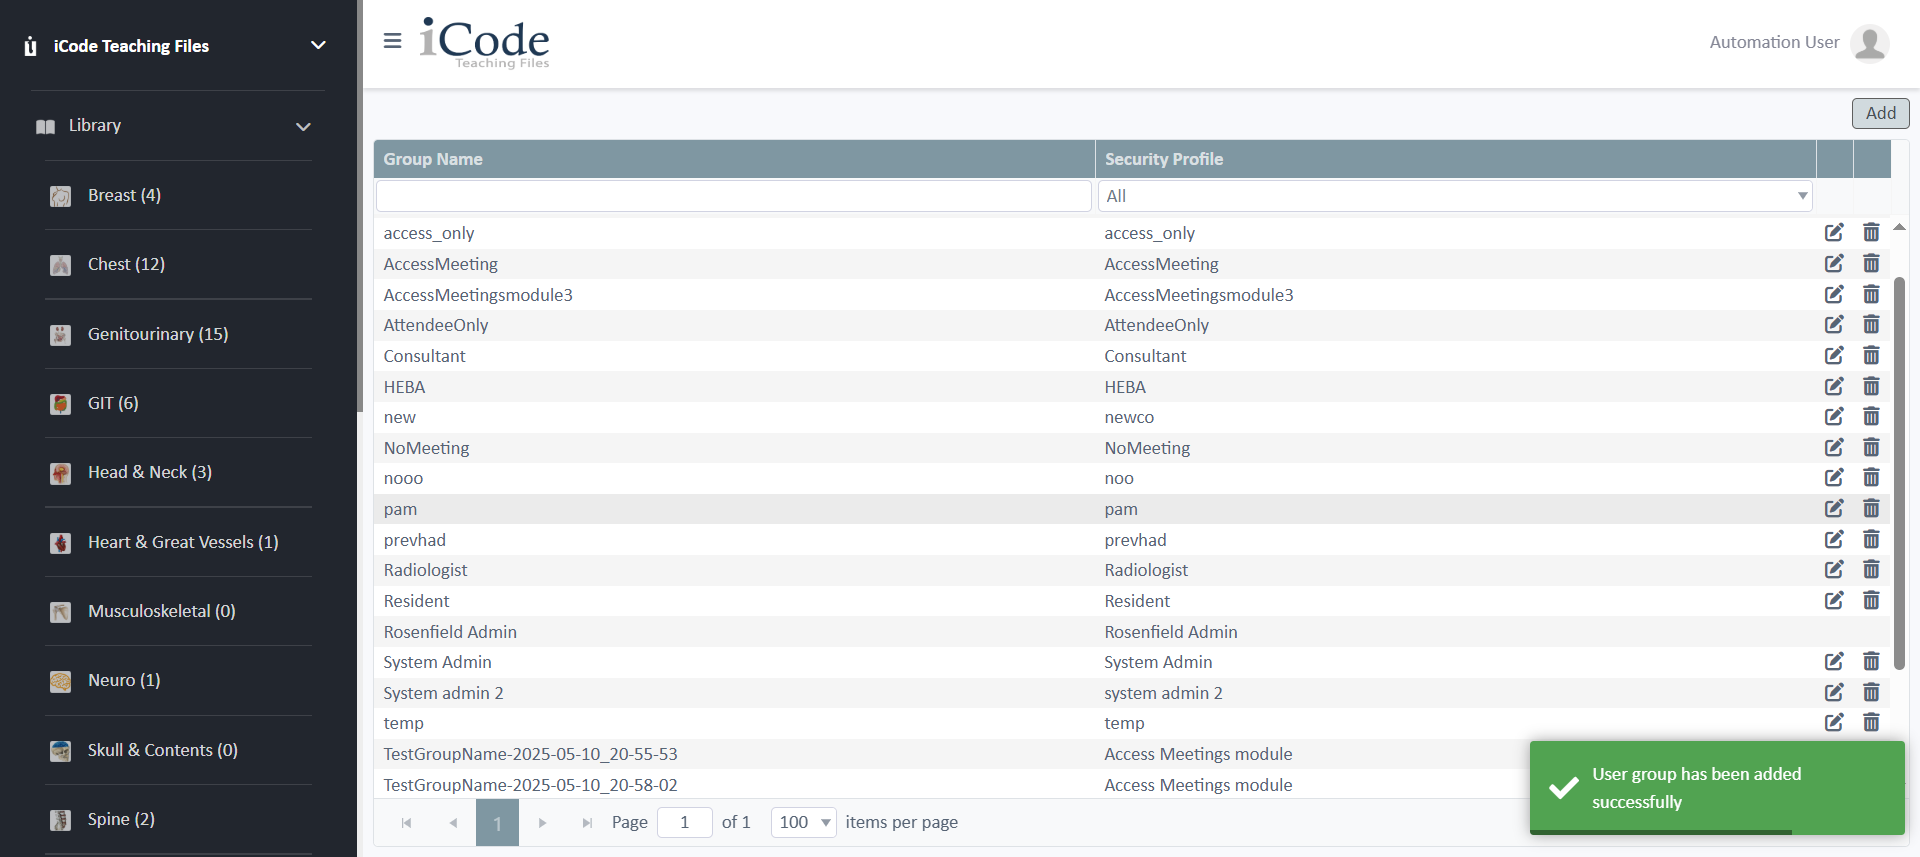 iCode Teaching Files
Library
Breast (4)
Chest (12)
Genitourinary (15)
GIT (6)
Head & Neck (3)
Heart & Great Vessels (1)
Musculoskeletal (0)
Neuro (1)
Skull & Contents (0)
Spine (2)
iCode
Teaching Files
Automation User
Add
Group Name Security Profile
All
access_only access_only
AccessMeeting AccessMeeting
AccessMeetingsmodule3 AccessMeetingsmodule3
AttendeeOnly AttendeeOnly
Consultant Consultant
HEBA HEBA
new newco
NoMeeting NoMeeting
nooo noo
pam pam
prevhad prevhad
Radiologist Radiologist
Resident Resident
Rosenfield Admin Rosenfield Admin
System Admin System Admin
System admin 2 system admin 2
temp temp
TestGroupName-2025-05-10_20-55-53 Access Meetings module
TestGroupName-2025-05-10_20-58-02 Access Meetings module
1 Page 1 of 1 100 items per page
User group has been added
successfully